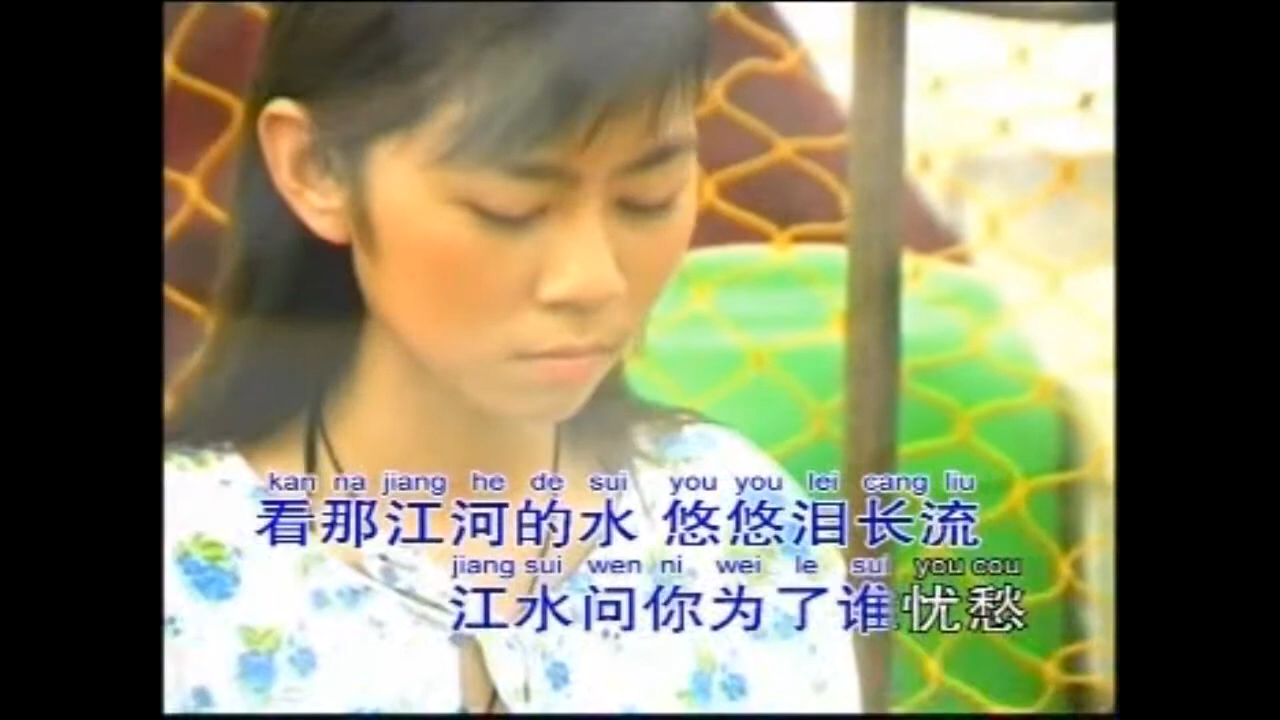 kan na jiang he de sui you you lei cang liu
看那江河的水 悠悠泪长流
jiang sui wen ni wei le sui you cou
江水问你为了谁忧愁